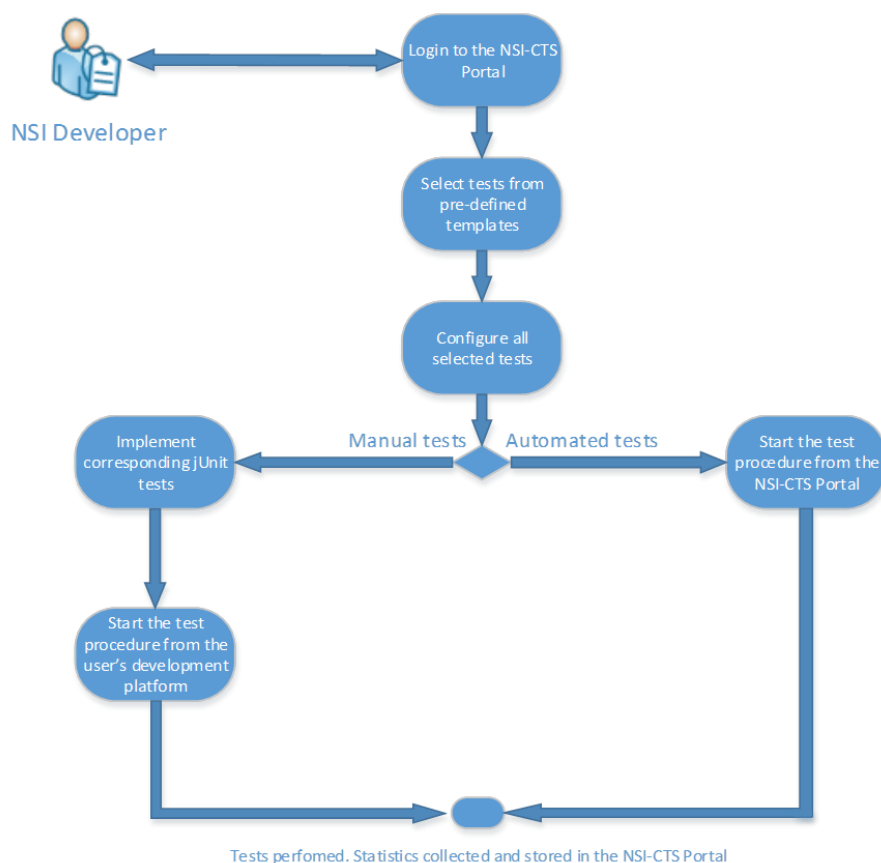 Login to the NSI-CTS
Portal
NSI Developer
Select tests from
pre-defined
templates
Configure all
selected tests
Manual tests
Automated tests
Implement
corresponding jUnit
tests
Start the test
procedure from the
NSI-CTS Portal
Start the test
procedure from the
user's development
platform
Tests perfomed. Statistics collected and stored in the NSI-CTS Portal